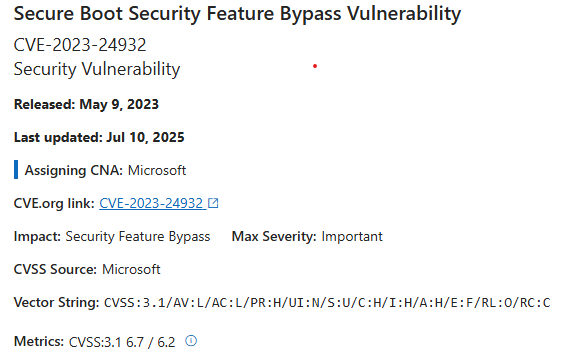 Secure Boot Security Feature Bypass Vulnerability
CVE-2023-24932
Security Vulnerability
Released: May 9, 2023
Last updated: Jul 10, 2025
Assigning CNA: Microsoft
CVE.org link: CVE-2023-24932
Impact: Security Feature Bypass Max Severity: Important
CVSS Source: Microsoft
Vector String: CVSS:3.1/AV:L/AC:L/PR:H/UI:N/S:U/C:H/I:H/A:H/E:F/RL:O/RC:C
Metrics: CVSS:3.1 6.7 / 6.2